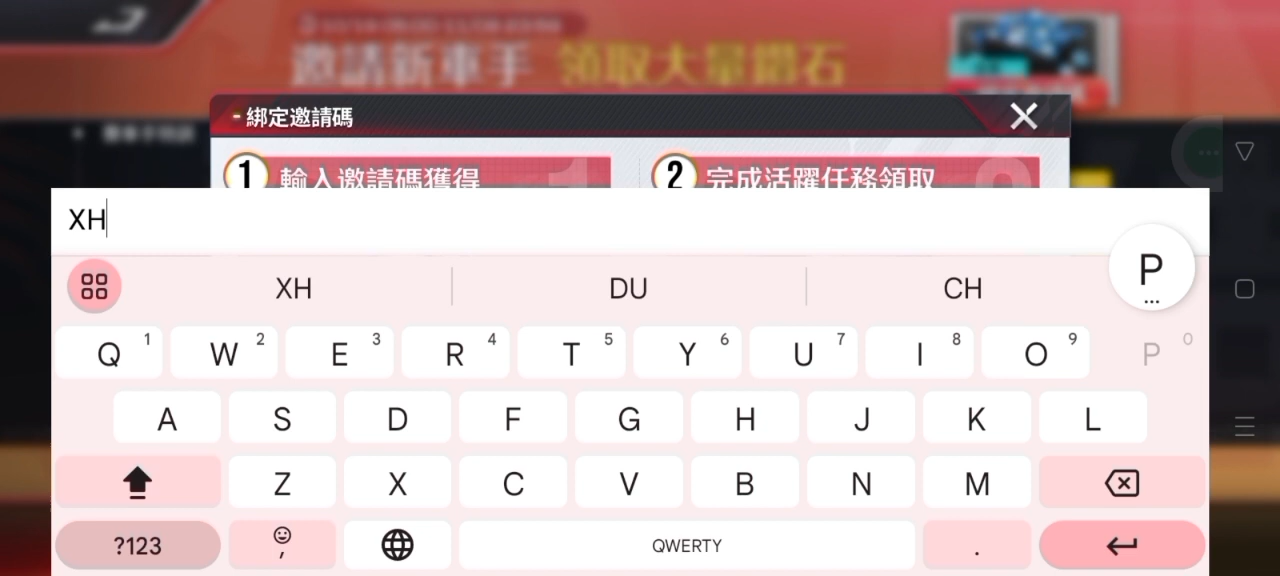 邀請新車手 領取大量鑽石
- 綁定邀請碼
1 輸入邀請碼獲得
2 完成活躍任務領取
XH
P
...
XH DU CH
Q 1 W 2 E 3 R 4 T 5 Y 6 U 7 I 8 O 9 P 0
A S D F G H J K L
Z X C V B N M
?123 , QWERTY .